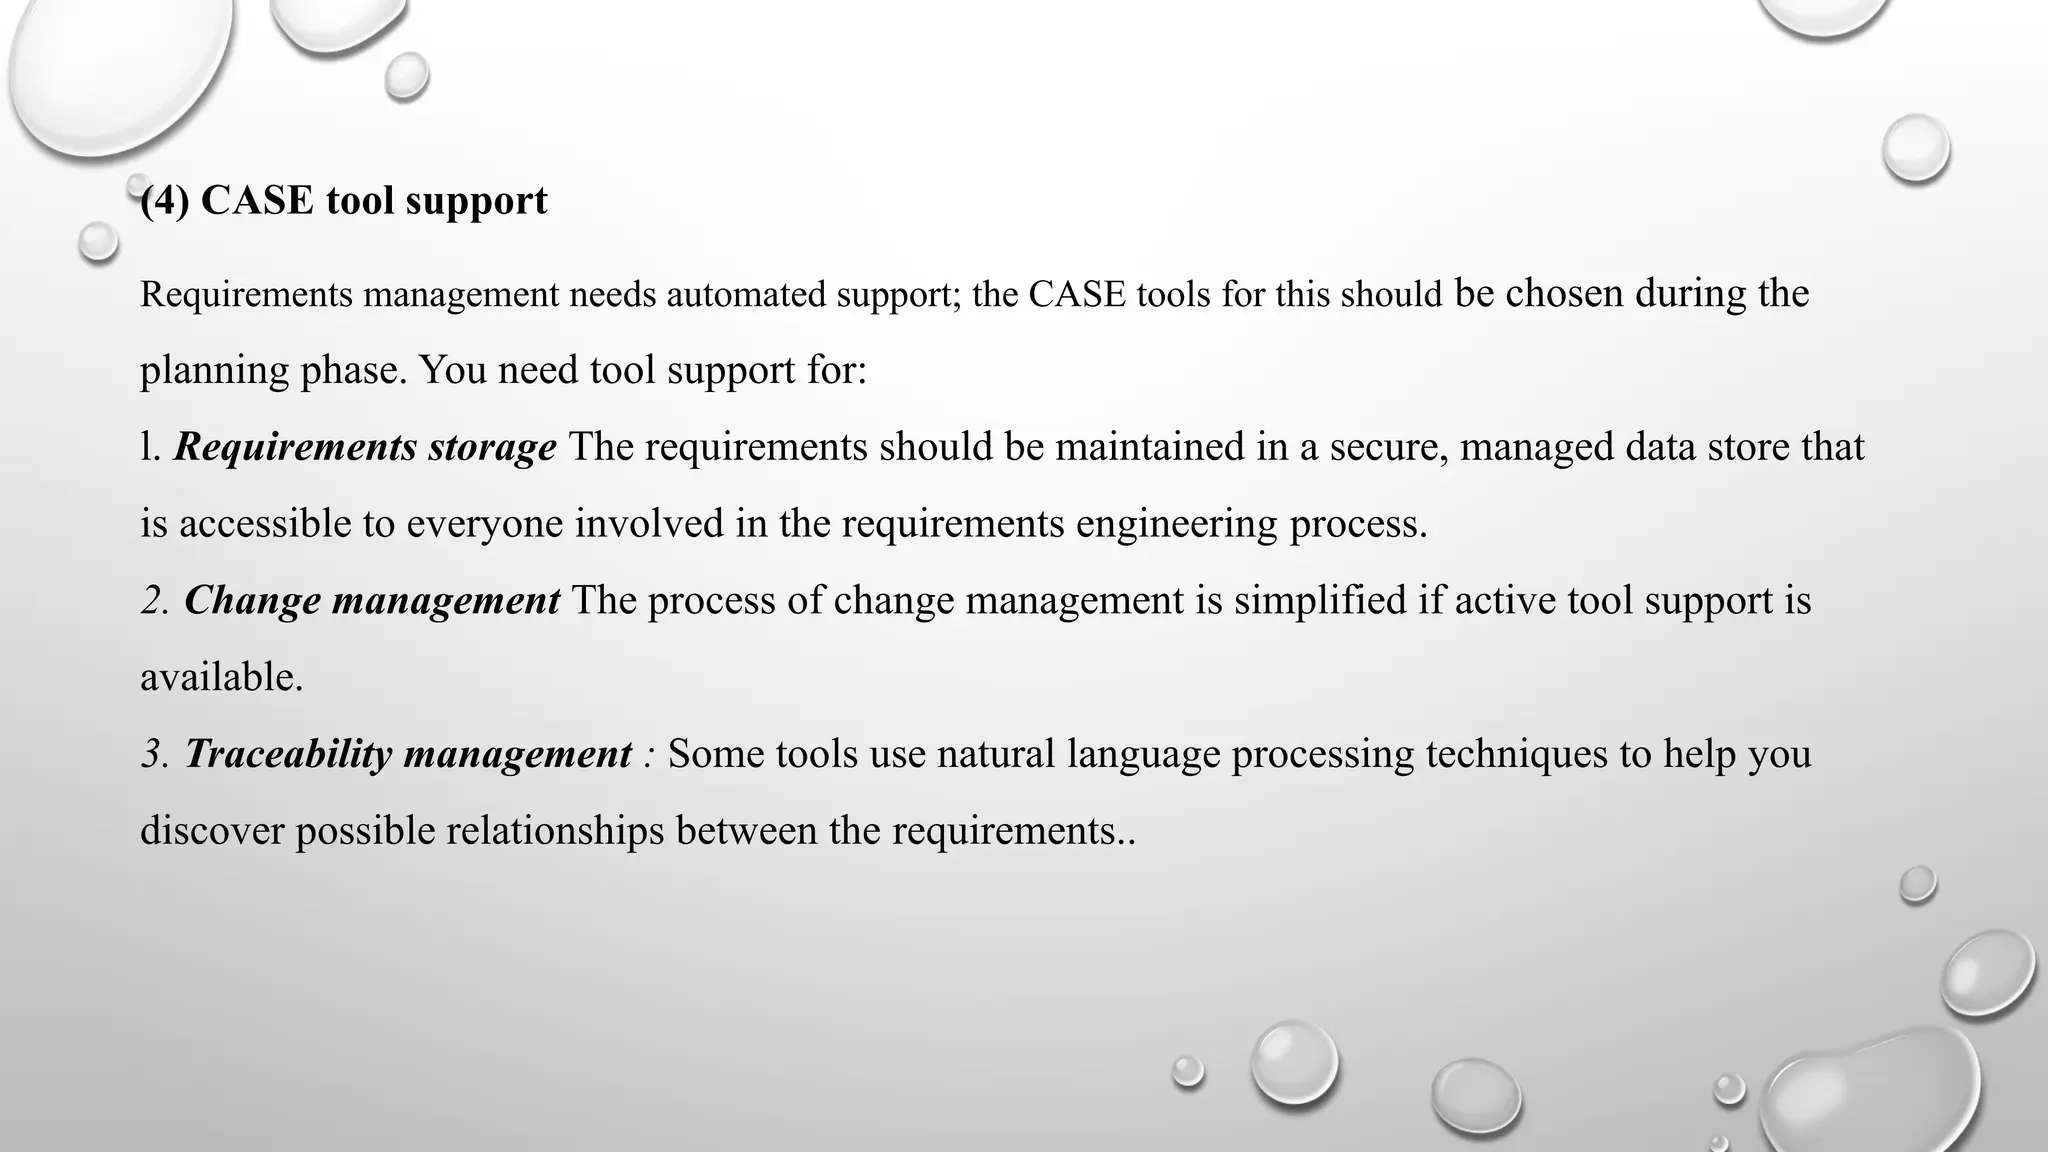 (4) CASE tool support
Requirements management needs automated support; the CASE tools for this should be chosen during the
planning phase. You need tool support for:
l. Requirements storage The requirements should be maintained in a secure, managed data store that
is accessible to everyone involved in the requirements engineering process.
2. Change management The process of change management is simplified if active tool support is
available.
3. Traceability management : Some tools use natural language processing techniques to help you
discover possible relationships between the requirements..